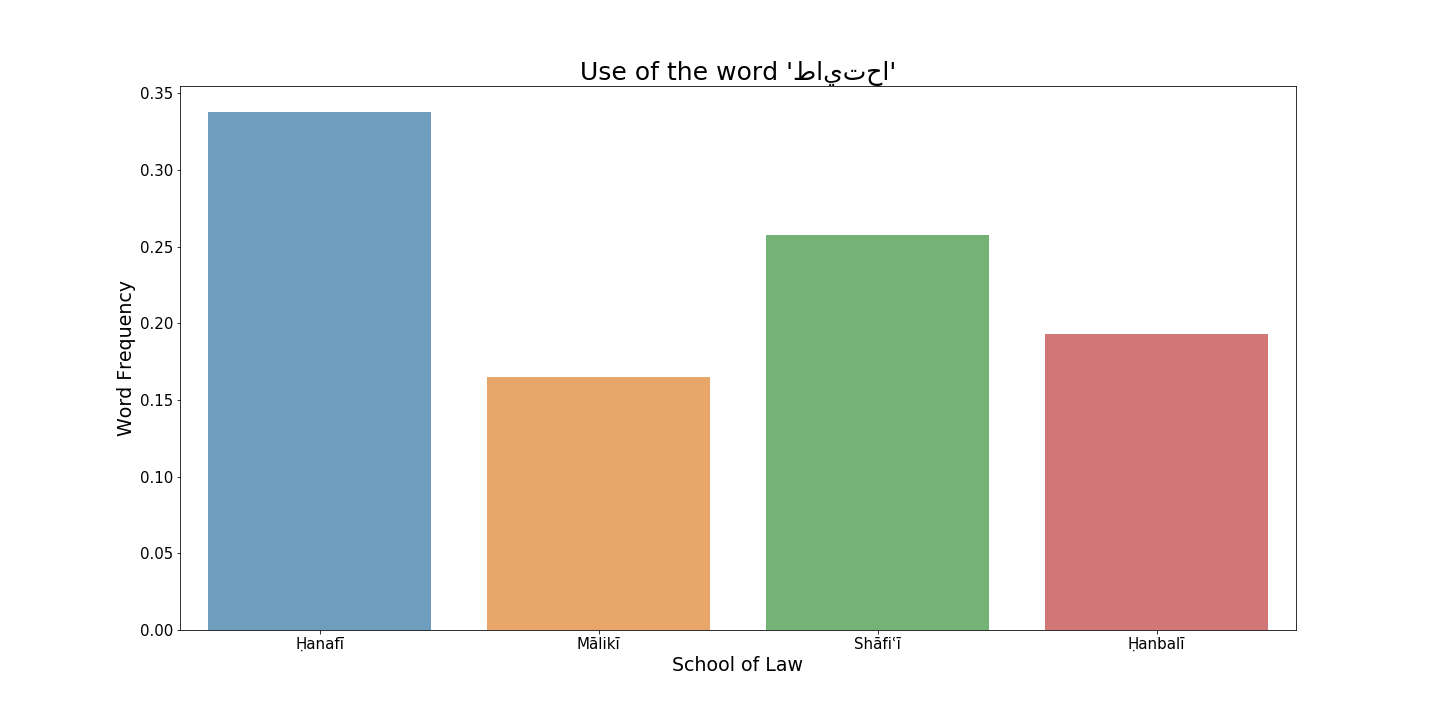 Use of the word 'احتياط'
0.35
0.30
0.25
0.20
0.15
0.10
0.05
0.00
Word Frequency
Ḥanafī Mālikī Shāfiʿī Ḥanbalī
School of Law